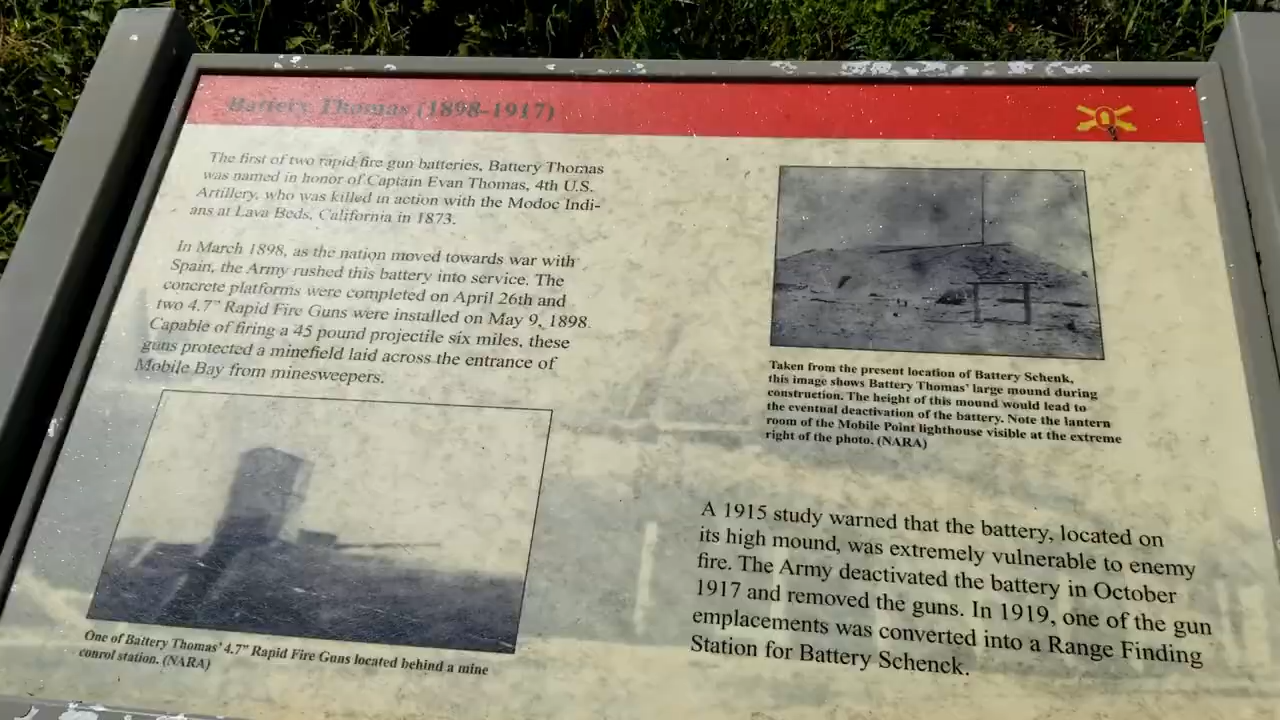 Battery Thomas (1898-1917)
The first of two rapid-fire gun batteries, Battery Thomas
was named in honor of Captain Evan Thomas, 4th U.S.
Artillery, who was killed in action with the Modoc Indi-
ans at Lava Beds, California in 1873.
In March 1898, as the nation moved towards war with
Spain, the Army rushed this battery into service. The
concrete platforms were completed on April 26th and
two 4.7" Rapid Fire Guns were installed on May 9, 1898.
Capable of firing a 45 pound projectile six miles, these
guns protected a minefield laid across the entrance of
Mobile Bay from minesweepers.
One of Battery Thomas' 4.7" Rapid Fire Guns located behind a mine
conrol station. (NARA)
Taken from the present location of Battery Schenk,
this image shows Battery Thomas' large mound during
construction. The height of this mound would lead to
the eventual deactivation of the battery. Note the lantern
room of the Mobile Point lighthouse visible at the extreme
right of the photo. (NARA)
A 1915 study warned that the battery, located on
its high mound, was extremely vulnerable to enemy
fire. The Army deactivated the battery in October
1917 and removed the guns. In 1919, one of the gun
emplacements was converted into a Range Finding
Station for Battery Schenck.